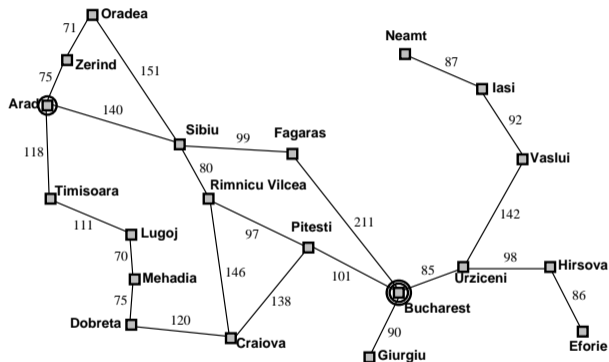 Oradea
71
Neamt
87
Zerind
75
151
Iasi
Arad
140
92
Sibiu
99
Fagaras
118
Vaslui
80
Timisoara
Rimnicu Vilcea
211
142
111
Lugoj
97
Pitesti
70
146
101
85
98
Hirsova
Mehadia
138
Urziceni
75
86
120
Bucharest
Dobreta
90
Craiova
Eforie
Giurgiu